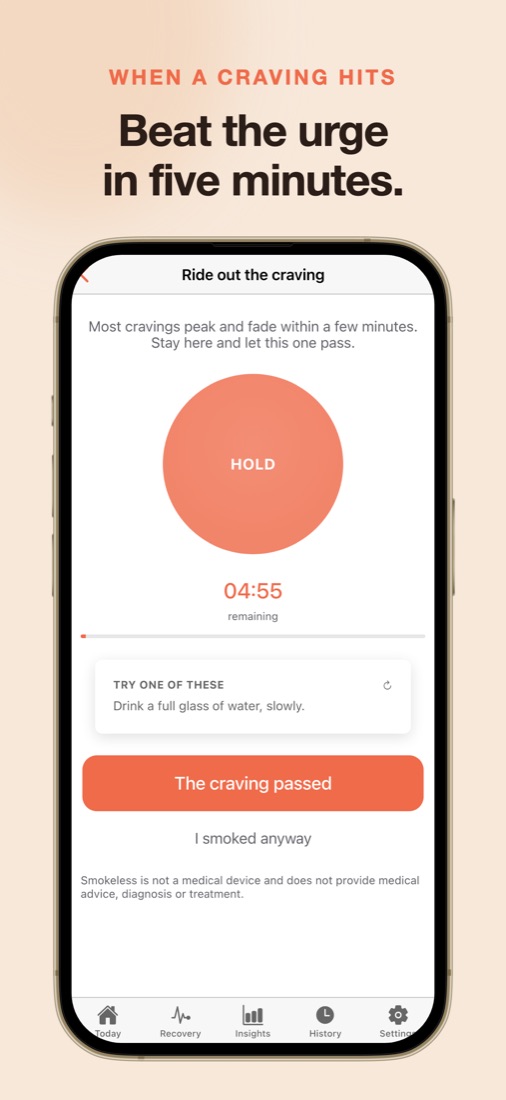 WHEN A CRAVING HITS
Beat the urge
in five minutes.
Ride out the craving
Most cravings peak and fade within a few minutes.
Stay here and let this one pass.
HOLD
04:55
remaining
TRY ONE OF THESE
Drink a full glass of water, slowly.
The craving passed
I smoked anyway
Smokeless is not a medical device and does not provide medical
advice, diagnosis or treatment.
Today Recovery Insights History Settings